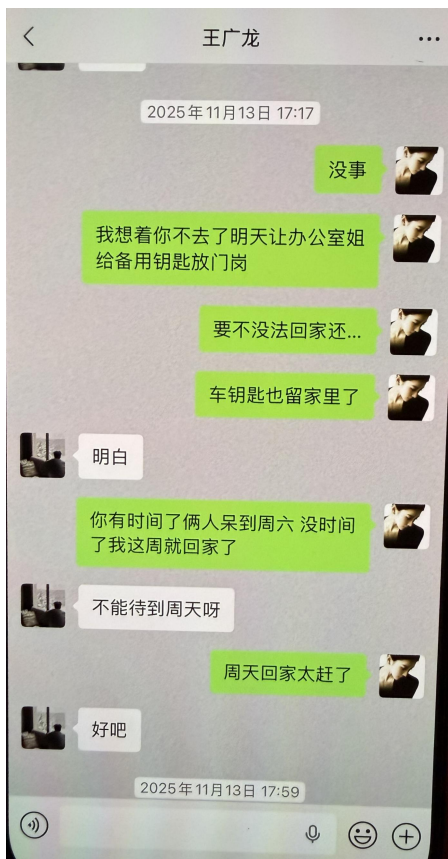 王广龙
2025年11月13日 17:17
没事
我想着你不去了明天让办公室姐
给备用钥匙放门岗
要不没法回家还...
车钥匙也留家里了
明白
你有时间了俩人呆到周六 没时间
了我这周就回家了
不能待到周天呀
周天回家太赶了
好吧
2025年11月13日 17:59